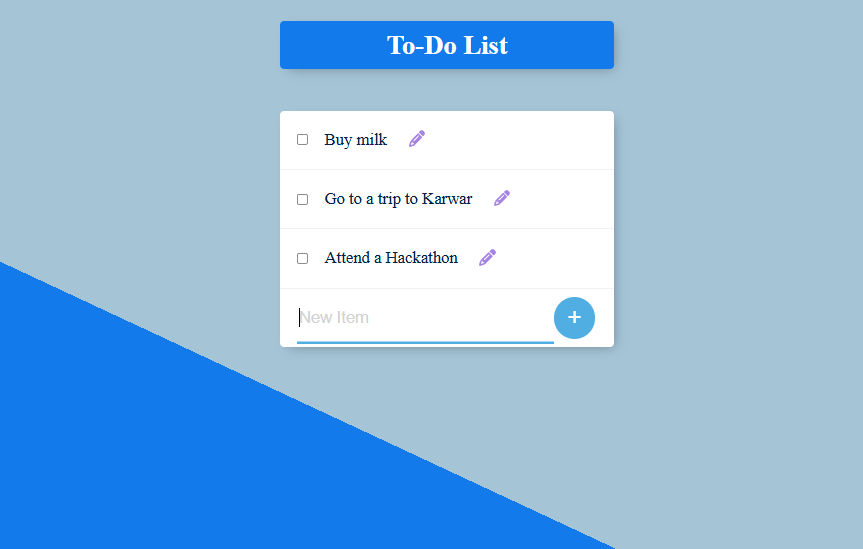 To-Do List
Buy milk
Go to a trip to Karwar
Attend a Hackathon
New Item
+